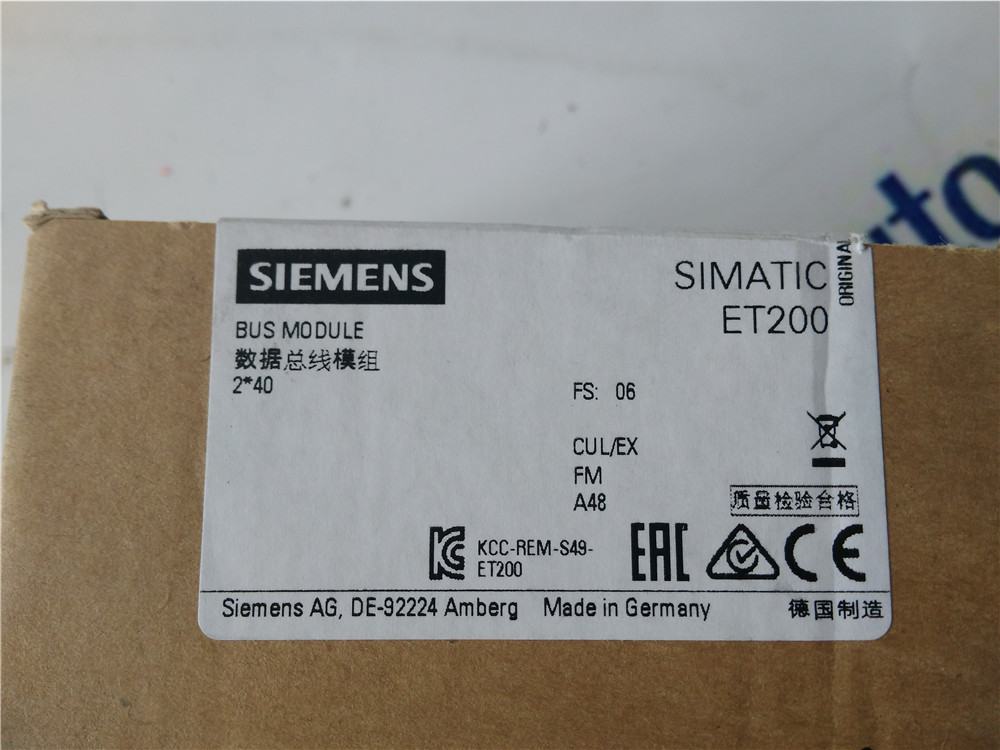 SIEMENS
SIMATIC
ET200
ORIGINAL
BUS MODULE
数据总线模组
2*40
FS: 06
CUL/EX
FM
A48
质量检验合格
KCC-REM-S49-
ET200
EAC
CE
Siemens AG, DE-92224 Amberg Made in Germany 德国制造